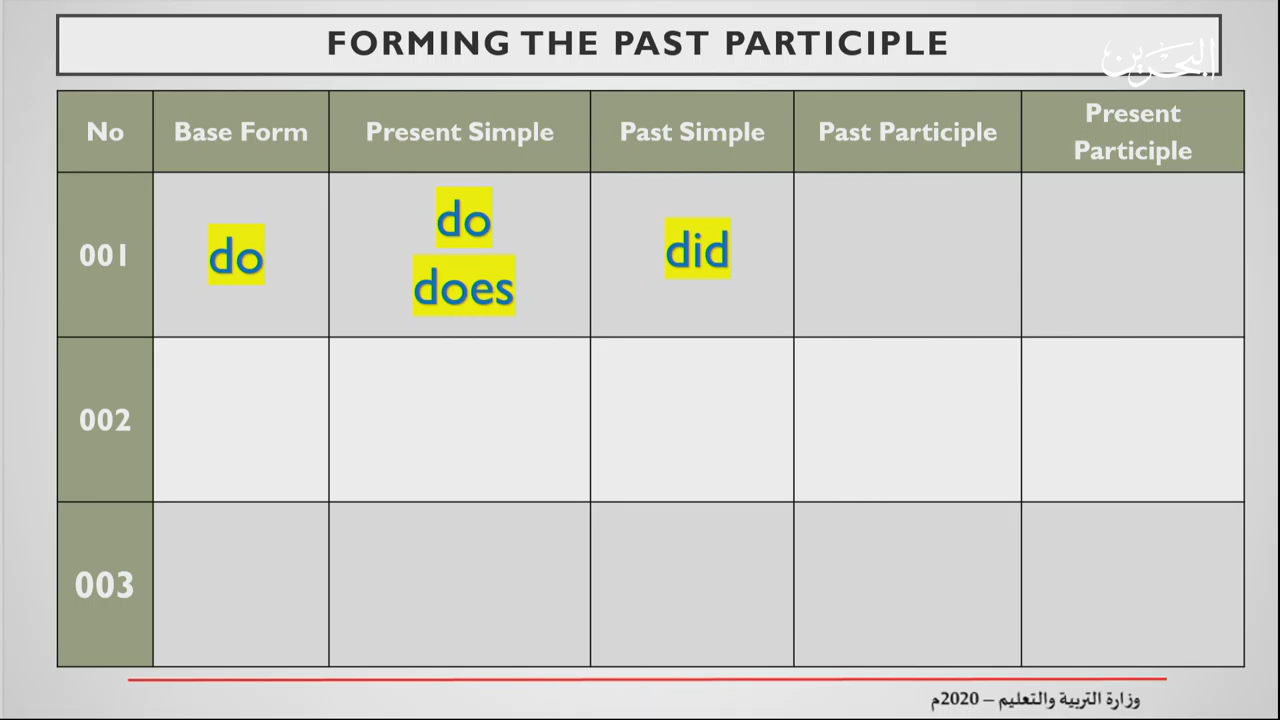 FORMING THE PAST PARTICIPLE
البحرين
No
Base Form
Present Simple
Past Simple
Past Participle
Present
Participle
001
do
do
does
did
002
003
وزارة التربية والتعليم – 2020م